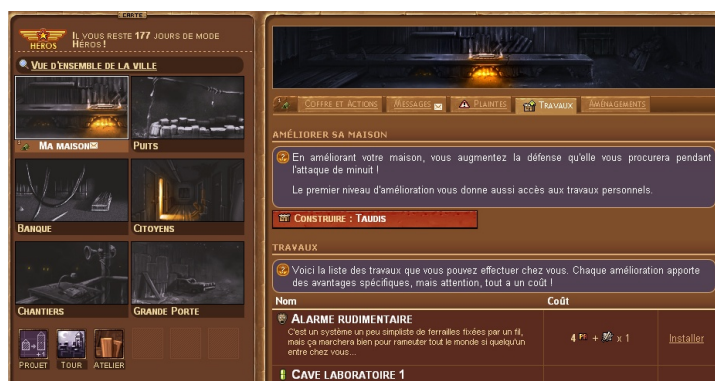 CARTE
HÉROS
IL VOUS RESTE 177 JOURS DE MODE
HÉROS !
VUE D'ENSEMBLE DE LA VILLE
MA MAISON
PUITS
BANQUE
CITOYENS
CHANTIERS
GRANDE PORTE
PROJET
TOUR
ATELIER
COFFRE ET ACTIONS
MESSAGES
PLAINTES
TRAVAUX
AMÉNAGEMENTS
AMÉLIORER SA MAISON
En améliorant votre maison, vous augmentez la défense qu'elle vous procurera pendant
l'attaque de minuit !
Le premier niveau d'amélioration vous donne aussi accès aux travaux personnels.
CONSTRUIRE : TAUDIS
TRAVAUX
Voici la liste des travaux que vous pouvez effectuer chez vous. Chaque amélioration apporte
des avantages spécifiques, mais attention, tout a un coût !
Nom Coût
ALARME RUDIMENTAIRE
C'est un système un peu simpliste de ferrailles fixées par un fil,
mais ça marchera bien pour rameuter tout le monde si quelqu'un
entre chez vous...
4 + x 1
Installer
CAVE LABORATOIRE 1